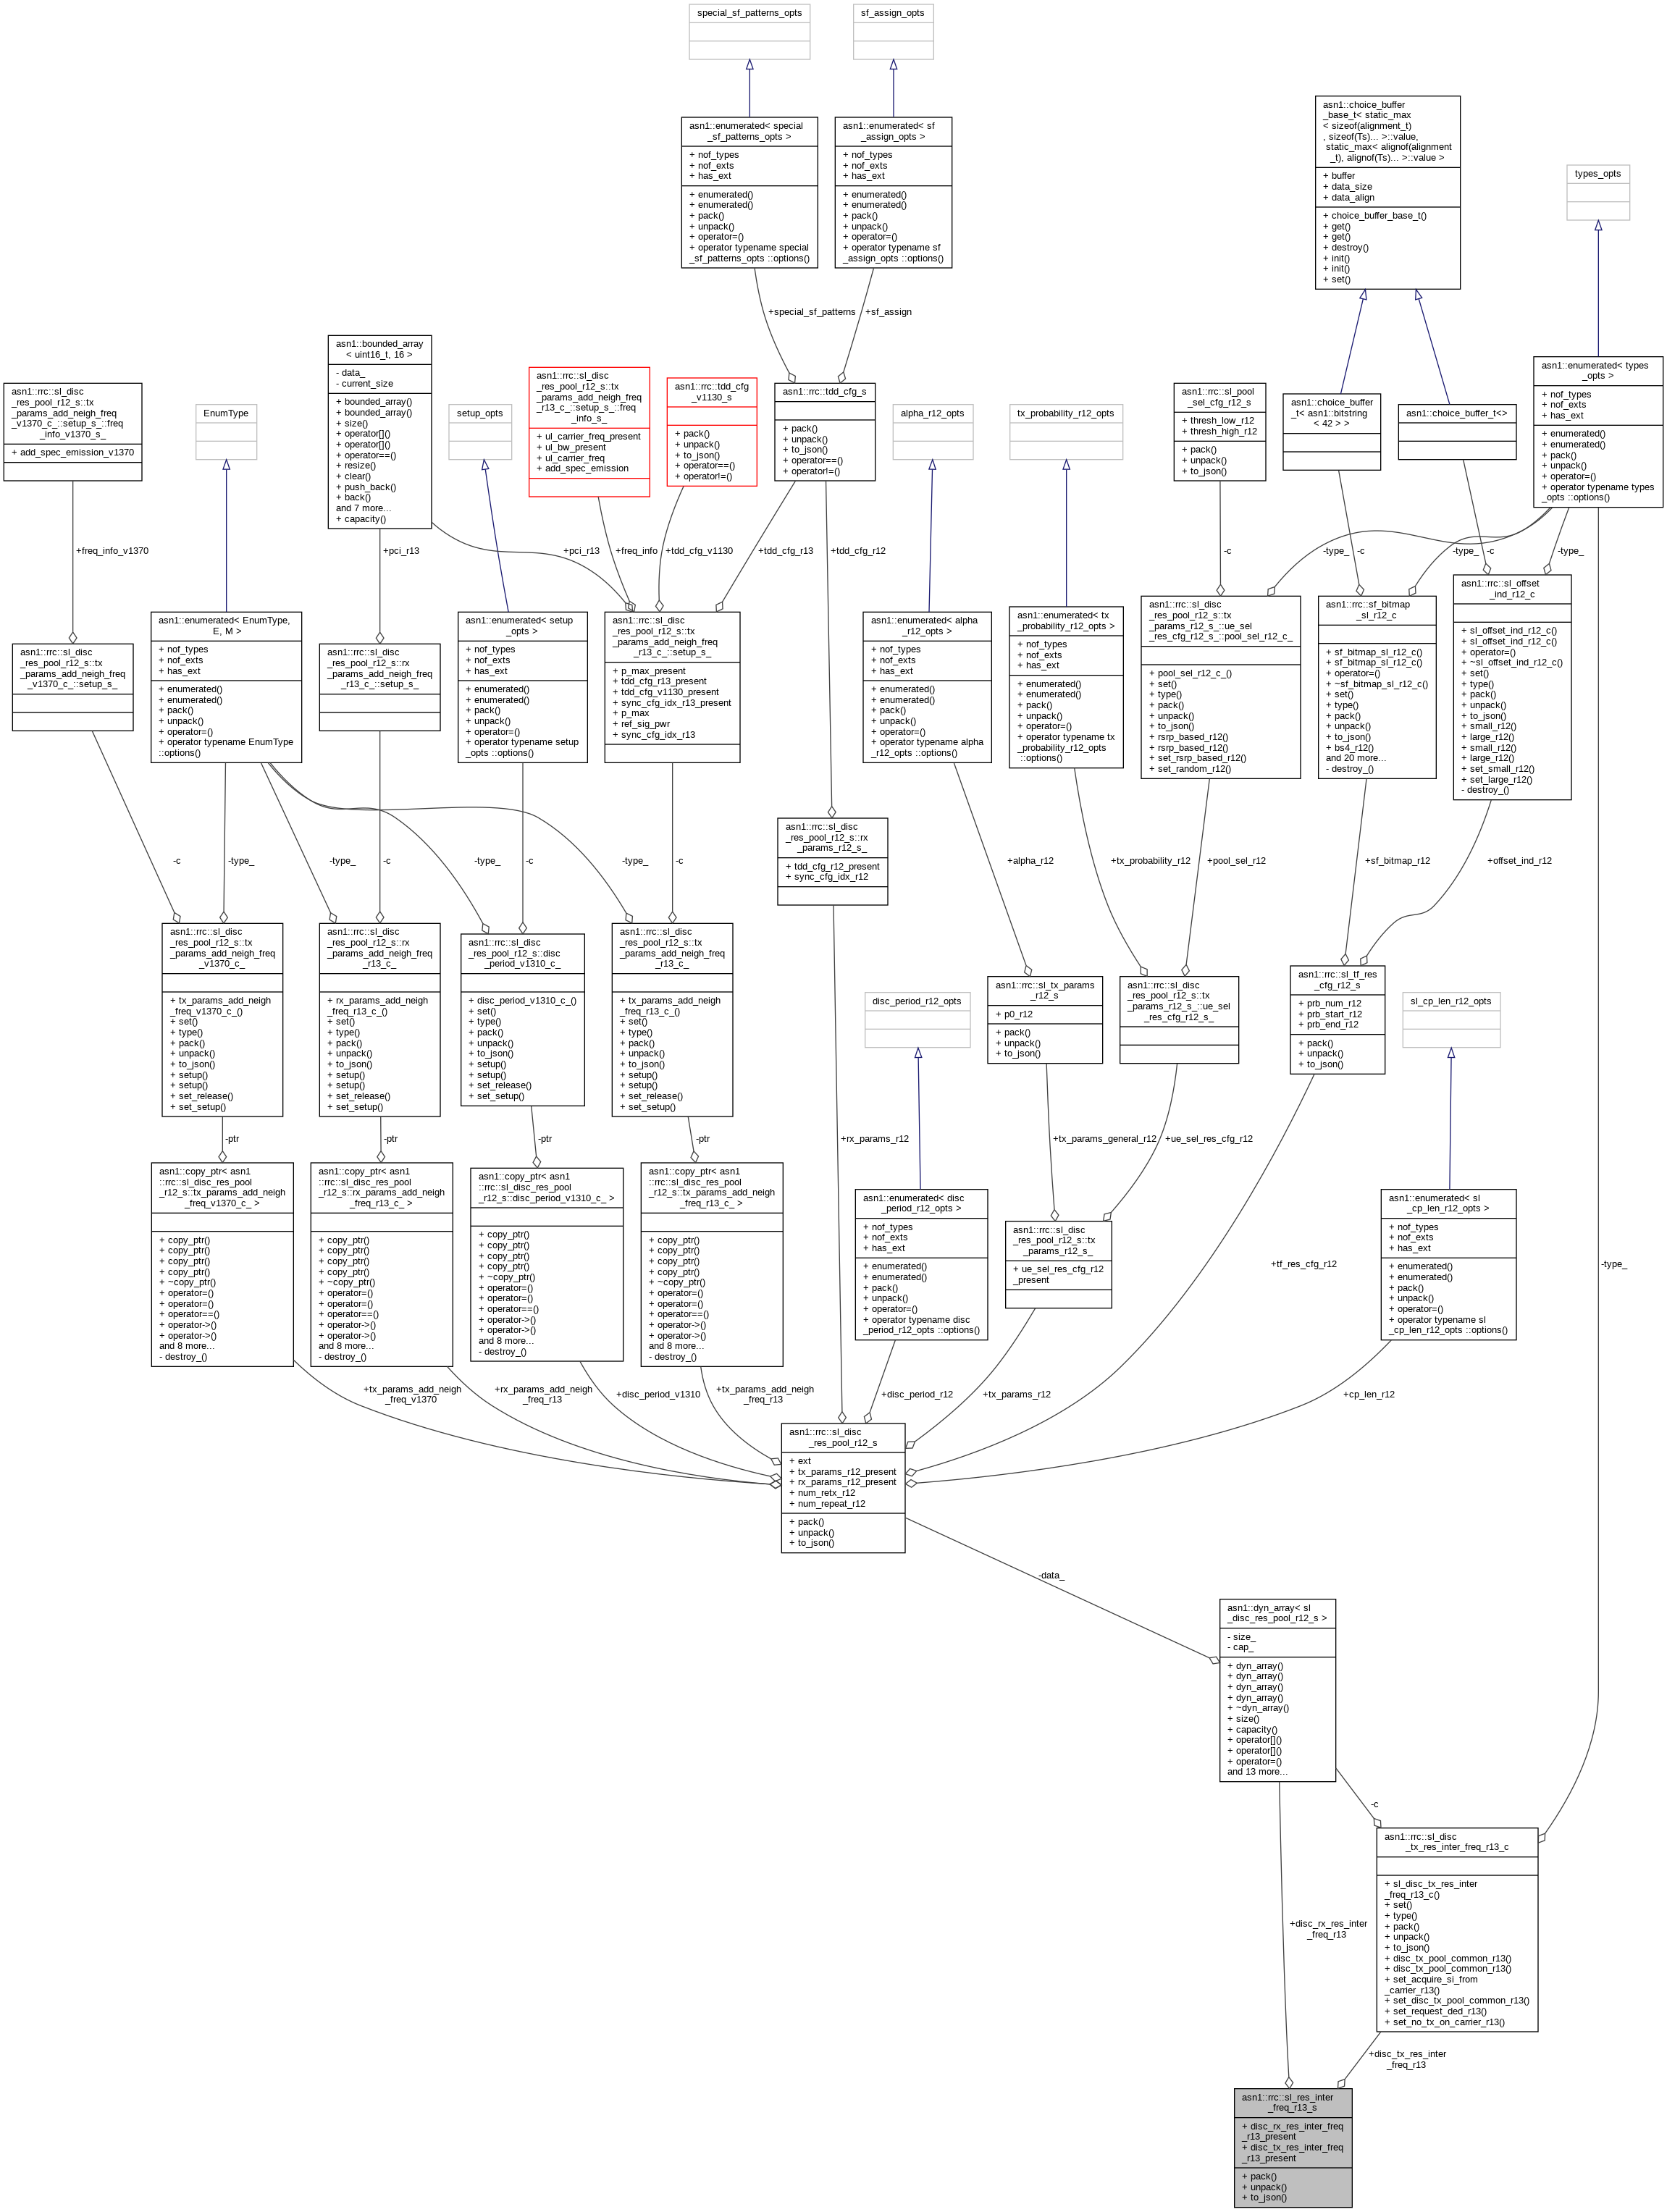 special_sf_patterns_opts
sf_assign_opts
asn1::enumerated< special
_sf_patterns_opts >
+ nof_types
+ nof_exts
+ has_ext
+ enumerated()
+ enumerated()
+ pack()
+ unpack()
+ operator=()
+ operator typename special
_sf_patterns_opts ::options()
asn1::enumerated< sf
_assign_opts >
+ nof_types
+ nof_exts
+ has_ext
+ enumerated()
+ enumerated()
+ pack()
+ unpack()
+ operator=()
+ operator typename sf
_assign_opts ::options()
asn1::choice_buffer
_base_t< static_max
< sizeof(alignment_t)
, sizeof(Ts)... >::value,
static_max< alignof(alignment
_t), alignof(Ts)... >::value >
+ buffer
+ data_size
+ data_align
+ choice_buffer_base_t()
+ get()
+ get()
+ destroy()
+ init()
+ init()
+ set()
types_opts
+special_sf_patterns
+sf_assign
asn1::rrc::sl_disc
_res_pool_r12_s::tx
_params_add_neigh_freq
_v1370_c_::setup_s_::freq
_info_v1370_s_
+ add_spec_emission_v1370
EnumType
asn1::bounded_array
< uint16_t, 16 >
- data_
- current_size
+ bounded_array()
+ bounded_array()
+ size()
+ operator[]()
+ operator[]()
+ operator==()
+ resize()
+ clear()
+ push_back()
+ back()
and 7 more...
+ capacity()
setup_opts
asn1::rrc::sl_disc
_res_pool_r12_s::tx
_params_add_neigh_freq
_r13_c_::setup_s_::freq
_info_s_
+ ul_carrier_freq_present
+ ul_bw_present
+ ul_carrier_freq
+ add_spec_emission
asn1::rrc::tdd_cfg
_v1130_s
+ pack()
+ unpack()
+ to_json()
+ operator==()
+ operator!=()
asn1::rrc::tdd_cfg_s
+ pack()
+ unpack()
+ to_json()
+ operator==()
+ operator!=()
alpha_r12_opts
tx_probability_r12_opts
asn1::rrc::sl_pool
_sel_cfg_r12_s
+ thresh_low_r12
+ thresh_high_r12
+ pack()
+ unpack()
+ to_json()
asn1::choice_buffer
_t< asn1::bitstring
< 42 > >
asn1::choice_buffer_t<>
asn1::enumerated< types
_opts >
+ nof_types
+ nof_exts
+ has_ext
+ enumerated()
+ enumerated()
+ pack()
+ unpack()
+ operator=()
+ operator typename types
_opts ::options()
+freq_info_v1370
+pci_r13
+pci_r13
+freq_info
+tdd_cfg_v1130
+tdd_cfg_r13
+tdd_cfg_r12
-c
-type_
-c
-type_
-c
-type_
asn1::rrc::sl_disc
_res_pool_r12_s::tx
_params_add_neigh_freq
_v1370_c_::setup_s_
asn1::enumerated< EnumType,
E, M >
+ nof_types
+ nof_exts
+ has_ext
+ enumerated()
+ enumerated()
+ pack()
+ unpack()
+ operator=()
+ operator typename EnumType
::options()
asn1::rrc::sl_disc
_res_pool_r12_s::rx
_params_add_neigh_freq
_r13_c_::setup_s_
asn1::enumerated< setup
_opts >
+ nof_types
+ nof_exts
+ has_ext
+ enumerated()
+ enumerated()
+ pack()
+ unpack()
+ operator=()
+ operator typename setup
_opts ::options()
asn1::rrc::sl_disc
_res_pool_r12_s::tx
_params_add_neigh_freq
_r13_c_::setup_s_
+ p_max_present
+ tdd_cfg_r13_present
+ tdd_cfg_v1130_present
+ sync_cfg_idx_r13_present
+ p_max
+ ref_sig_pwr
+ sync_cfg_idx_r13
asn1::enumerated< alpha
_r12_opts >
+ nof_types
+ nof_exts
+ has_ext
+ enumerated()
+ enumerated()
+ pack()
+ unpack()
+ operator=()
+ operator typename alpha
_r12_opts ::options()
asn1::enumerated< tx
_probability_r12_opts >
+ nof_types
+ nof_exts
+ has_ext
+ enumerated()
+ enumerated()
+ pack()
+ unpack()
+ operator=()
+ operator typename tx
_probability_r12_opts
::options()
asn1::rrc::sl_disc
_res_pool_r12_s::tx
_params_r12_s_::ue_sel
_res_cfg_r12_s_::pool_sel_r12_c_
+ pool_sel_r12_c_()
+ set()
+ type()
+ pack()
+ unpack()
+ to_json()
+ rsrp_based_r12()
+ rsrp_based_r12()
+ set_rsrp_based_r12()
+ set_random_r12()
asn1::rrc::sf_bitmap
_sl_r12_c
+ sf_bitmap_sl_r12_c()
+ sf_bitmap_sl_r12_c()
+ operator=()
+ ~sf_bitmap_sl_r12_c()
+ set()
+ type()
+ pack()
+ unpack()
+ to_json()
+ bs4_r12()
and 20 more...
- destroy_()
asn1::rrc::sl_offset
_ind_r12_c
+ sl_offset_ind_r12_c()
+ sl_offset_ind_r12_c()
+ operator=()
+ ~sl_offset_ind_r12_c()
+ set()
+ type()
+ pack()
+ unpack()
+ to_json()
+ small_r12()
+ large_r12()
+ small_r12()
+ large_r12()
+ set_small_r12()
+ set_large_r12()
- destroy_()
asn1::rrc::sl_disc
_res_pool_r12_s::rx
_params_r12_s_
+ tdd_cfg_r12_present
+ sync_cfg_idx_r12
-c
-type_
-type_
-c
-type_
-c
-type_
-c
+alpha_r12
+tx_probability_r12
+pool_sel_r12
+sf_bitmap_r12
+offset_ind_r12
asn1::rrc::sl_disc
_res_pool_r12_s::tx
_params_add_neigh_freq
_v1370_c_
+ tx_params_add_neigh
_freq_v1370_c_()
+ set()
+ type()
+ pack()
+ unpack()
+ to_json()
+ setup()
+ setup()
+ set_release()
+ set_setup()
asn1::rrc::sl_disc
_res_pool_r12_s::rx
_params_add_neigh_freq
_r13_c_
+ rx_params_add_neigh
_freq_r13_c_()
+ set()
+ type()
+ pack()
+ unpack()
+ to_json()
+ setup()
+ setup()
+ set_release()
+ set_setup()
asn1::rrc::sl_disc
_res_pool_r12_s::disc
_period_v1310_c_
+ disc_period_v1310_c_()
+ set()
+ type()
+ pack()
+ unpack()
+ to_json()
+ setup()
+ setup()
+ set_release()
+ set_setup()
asn1::rrc::sl_disc
_res_pool_r12_s::tx
_params_add_neigh_freq
_r13_c_
+ tx_params_add_neigh
_freq_r13_c_()
+ set()
+ type()
+ pack()
+ unpack()
+ to_json()
+ setup()
+ setup()
+ set_release()
+ set_setup()
disc_period_r12_opts
asn1::rrc::sl_tx_params
_r12_s
+ p0_r12
+ pack()
+ unpack()
+ to_json()
asn1::rrc::sl_disc
_res_pool_r12_s::tx
_params_r12_s_::ue_sel
_res_cfg_r12_s_
asn1::rrc::sl_tf_res
_cfg_r12_s
+ prb_num_r12
+ prb_start_r12
+ prb_end_r12
+ pack()
+ unpack()
+ to_json()
sl_cp_len_r12_opts
-ptr
-ptr
-ptr
-ptr
+rx_params_r12
+tx_params_general_r12
+ue_sel_res_cfg_r12
asn1::copy_ptr< asn1
::rrc::sl_disc_res_pool
_r12_s::tx_params_add_neigh
_freq_v1370_c_ >
+ copy_ptr()
+ copy_ptr()
+ copy_ptr()
+ copy_ptr()
+ ~copy_ptr()
+ operator=()
+ operator=()
+ operator==()
+ operator->()
+ operator->()
and 8 more...
- destroy_()
asn1::copy_ptr< asn1
::rrc::sl_disc_res_pool
_r12_s::rx_params_add_neigh
_freq_r13_c_ >
+ copy_ptr()
+ copy_ptr()
+ copy_ptr()
+ copy_ptr()
+ ~copy_ptr()
+ operator=()
+ operator=()
+ operator==()
+ operator->()
+ operator->()
and 8 more...
- destroy_()
asn1::copy_ptr< asn1
::rrc::sl_disc_res_pool
_r12_s::disc_period_v1310_c_ >
+ copy_ptr()
+ copy_ptr()
+ copy_ptr()
+ copy_ptr()
+ ~copy_ptr()
+ operator=()
+ operator=()
+ operator==()
+ operator->()
+ operator->()
and 8 more...
- destroy_()
asn1::copy_ptr< asn1
::rrc::sl_disc_res_pool
_r12_s::tx_params_add_neigh
_freq_r13_c_ >
+ copy_ptr()
+ copy_ptr()
+ copy_ptr()
+ copy_ptr()
+ ~copy_ptr()
+ operator=()
+ operator=()
+ operator==()
+ operator->()
+ operator->()
and 8 more...
- destroy_()
asn1::enumerated< disc
_period_r12_opts >
+ nof_types
+ nof_exts
+ has_ext
+ enumerated()
+ enumerated()
+ pack()
+ unpack()
+ operator=()
+ operator typename disc
_period_r12_opts ::options()
asn1::rrc::sl_disc
_res_pool_r12_s::tx
_params_r12_s_
+ ue_sel_res_cfg_r12
_present
+tf_res_cfg_r12
asn1::enumerated< sl
_cp_len_r12_opts >
+ nof_types
+ nof_exts
+ has_ext
+ enumerated()
+ enumerated()
+ pack()
+ unpack()
+ operator=()
+ operator typename sl
_cp_len_r12_opts ::options()
-type_
+tx_params_add_neigh
_freq_v1370
+rx_params_add_neigh
_freq_r13
+disc_period_v1310
+tx_params_add_neigh
_freq_r13
+disc_period_r12
+tx_params_r12
+cp_len_r12
asn1::rrc::sl_disc
_res_pool_r12_s
+ ext
+ tx_params_r12_present
+ rx_params_r12_present
+ num_retx_r12
+ num_repeat_r12
+ pack()
+ unpack()
+ to_json()
-data_
asn1::dyn_array< sl
_disc_res_pool_r12_s >
- size_
- cap_
+ dyn_array()
+ dyn_array()
+ dyn_array()
+ dyn_array()
+ ~dyn_array()
+ size()
+ capacity()
+ operator[]()
+ operator[]()
+ operator=()
and 13 more...
-c
asn1::rrc::sl_disc
_tx_res_inter_freq_r13_c
+ sl_disc_tx_res_inter
_freq_r13_c()
+ set()
+ type()
+ pack()
+ unpack()
+ to_json()
+ disc_tx_pool_common_r13()
+ disc_tx_pool_common_r13()
+ set_acquire_si_from
_carrier_r13()
+ set_disc_tx_pool_common_r13()
+ set_request_ded_r13()
+ set_no_tx_on_carrier_r13()
+disc_rx_res_inter
_freq_r13
+disc_tx_res_inter
_freq_r13
asn1::rrc::sl_res_inter
_freq_r13_s
+ disc_rx_res_inter_freq
_r13_present
+ disc_tx_res_inter_freq
_r13_present
+ pack()
+ unpack()
+ to_json()